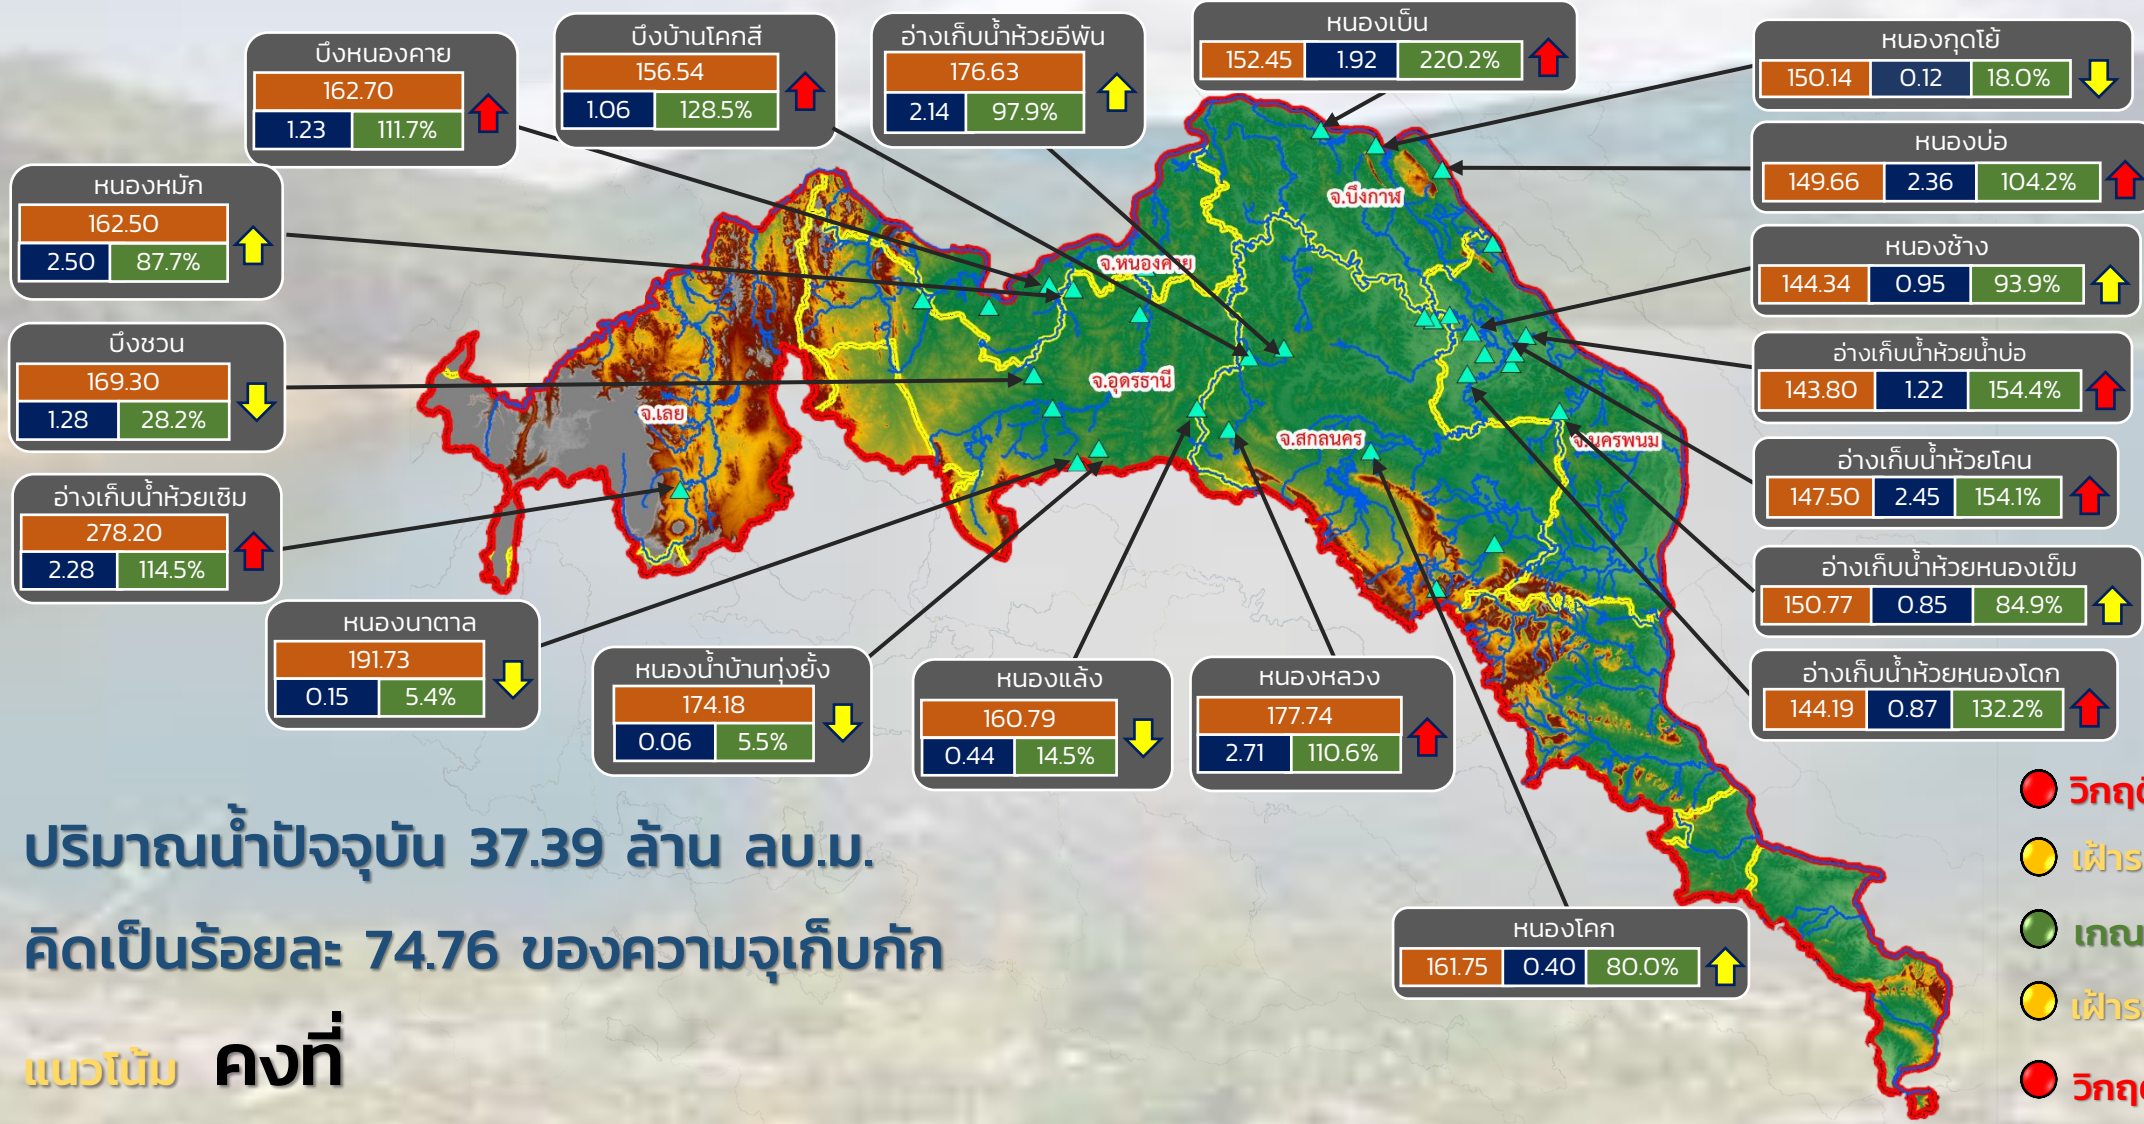 บึงหนองคาย
162.70
1.23 111.7%
บึงบ้านโคกสี
156.54
1.06 128.5%
อ่างเก็บน้ำห้วยอีพัน
176.63
2.14 97.9%
หนองเบ็น
152.45 1.92 220.2%
หนองกุดโย้
150.14 0.12 18.0%
หนองบ่อ
149.66 2.36 104.2%
หนองช้าง
144.34 0.95 93.9%
อ่างเก็บน้ำห้วยน้ำบ่อ
143.80 1.22 154.4%
อ่างเก็บน้ำห้วยโคน
147.50 2.45 154.1%
อ่างเก็บน้ำห้วยหนองเข็ม
150.77 0.85 84.9%
อ่างเก็บน้ำห้วยหนองโดก
144.19 0.87 132.2%
หนองหมัก
162.50
2.50 87.7%
บึงชวน
169.30
1.28 28.2%
อ่างเก็บน้ำห้วยเซิม
278.20
2.28 114.5%
หนองนาตาล
191.73
0.15 5.4%
หนองน้ำบ้านทุ่งยั้ง
174.18
0.06 5.5%
หนองแล้ง
160.79
0.44 14.5%
หนองหลวง
177.74
2.71 110.6%
หนองโคก
161.75 0.40 80.0%
จ.บึงกาฬ
จ.หนองคาย
จ.อุดรธานี
จ.เลย
จ.สกลนคร
จ.นครพนม
ปริมาณน้ำปัจจุบัน 37.39 ล้าน ลบ.ม.
คิดเป็นร้อยละ 74.76 ของความจุเก็บกัก
แนวโน้ม คงที่